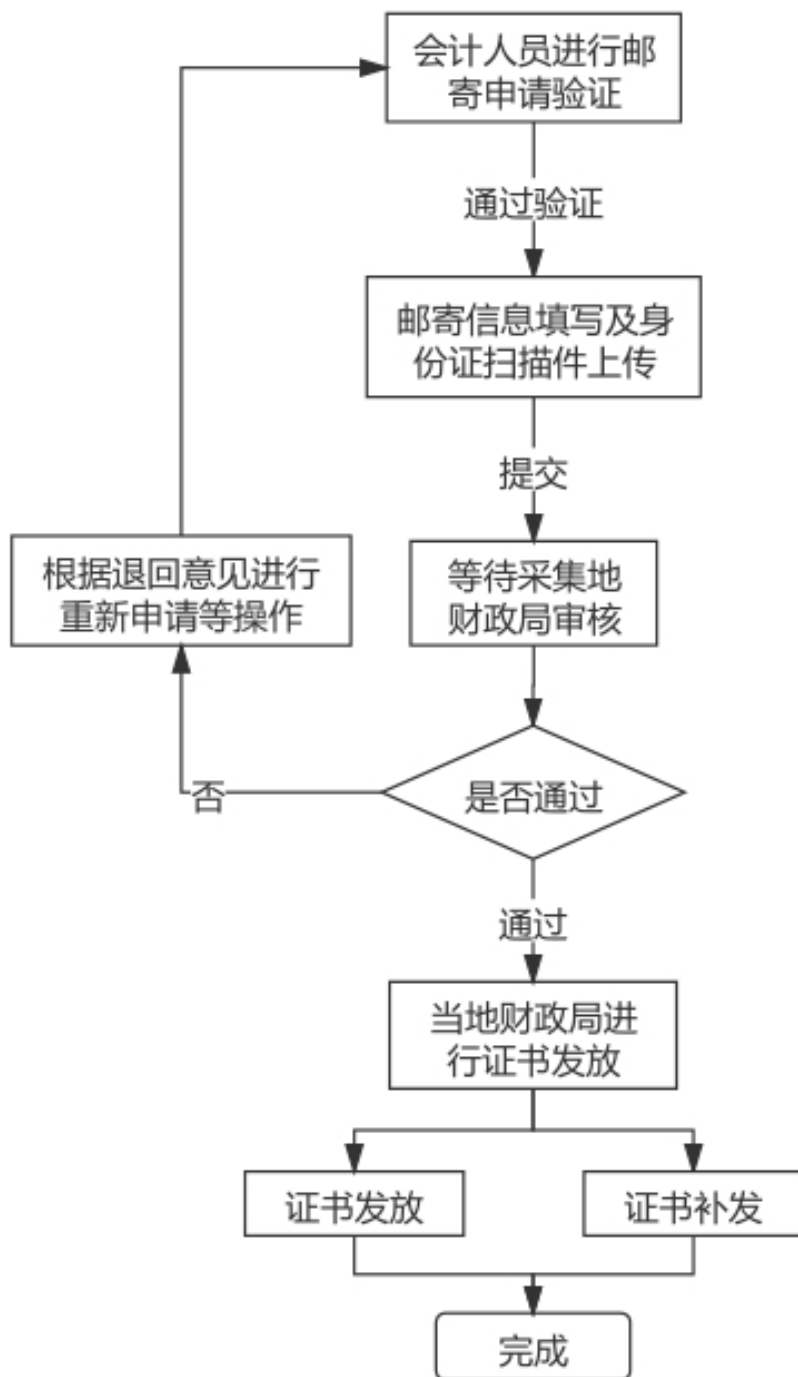 会计人员进行邮
寄申请验证
通过验证
邮寄信息填写及身
份证扫描件上传
提交
根据退回意见进行
重新申请等操作
等待采集地
财政局审核
否
是否通过
通过
当地财政局进
行证书发放
证书发放
证书补发
完成